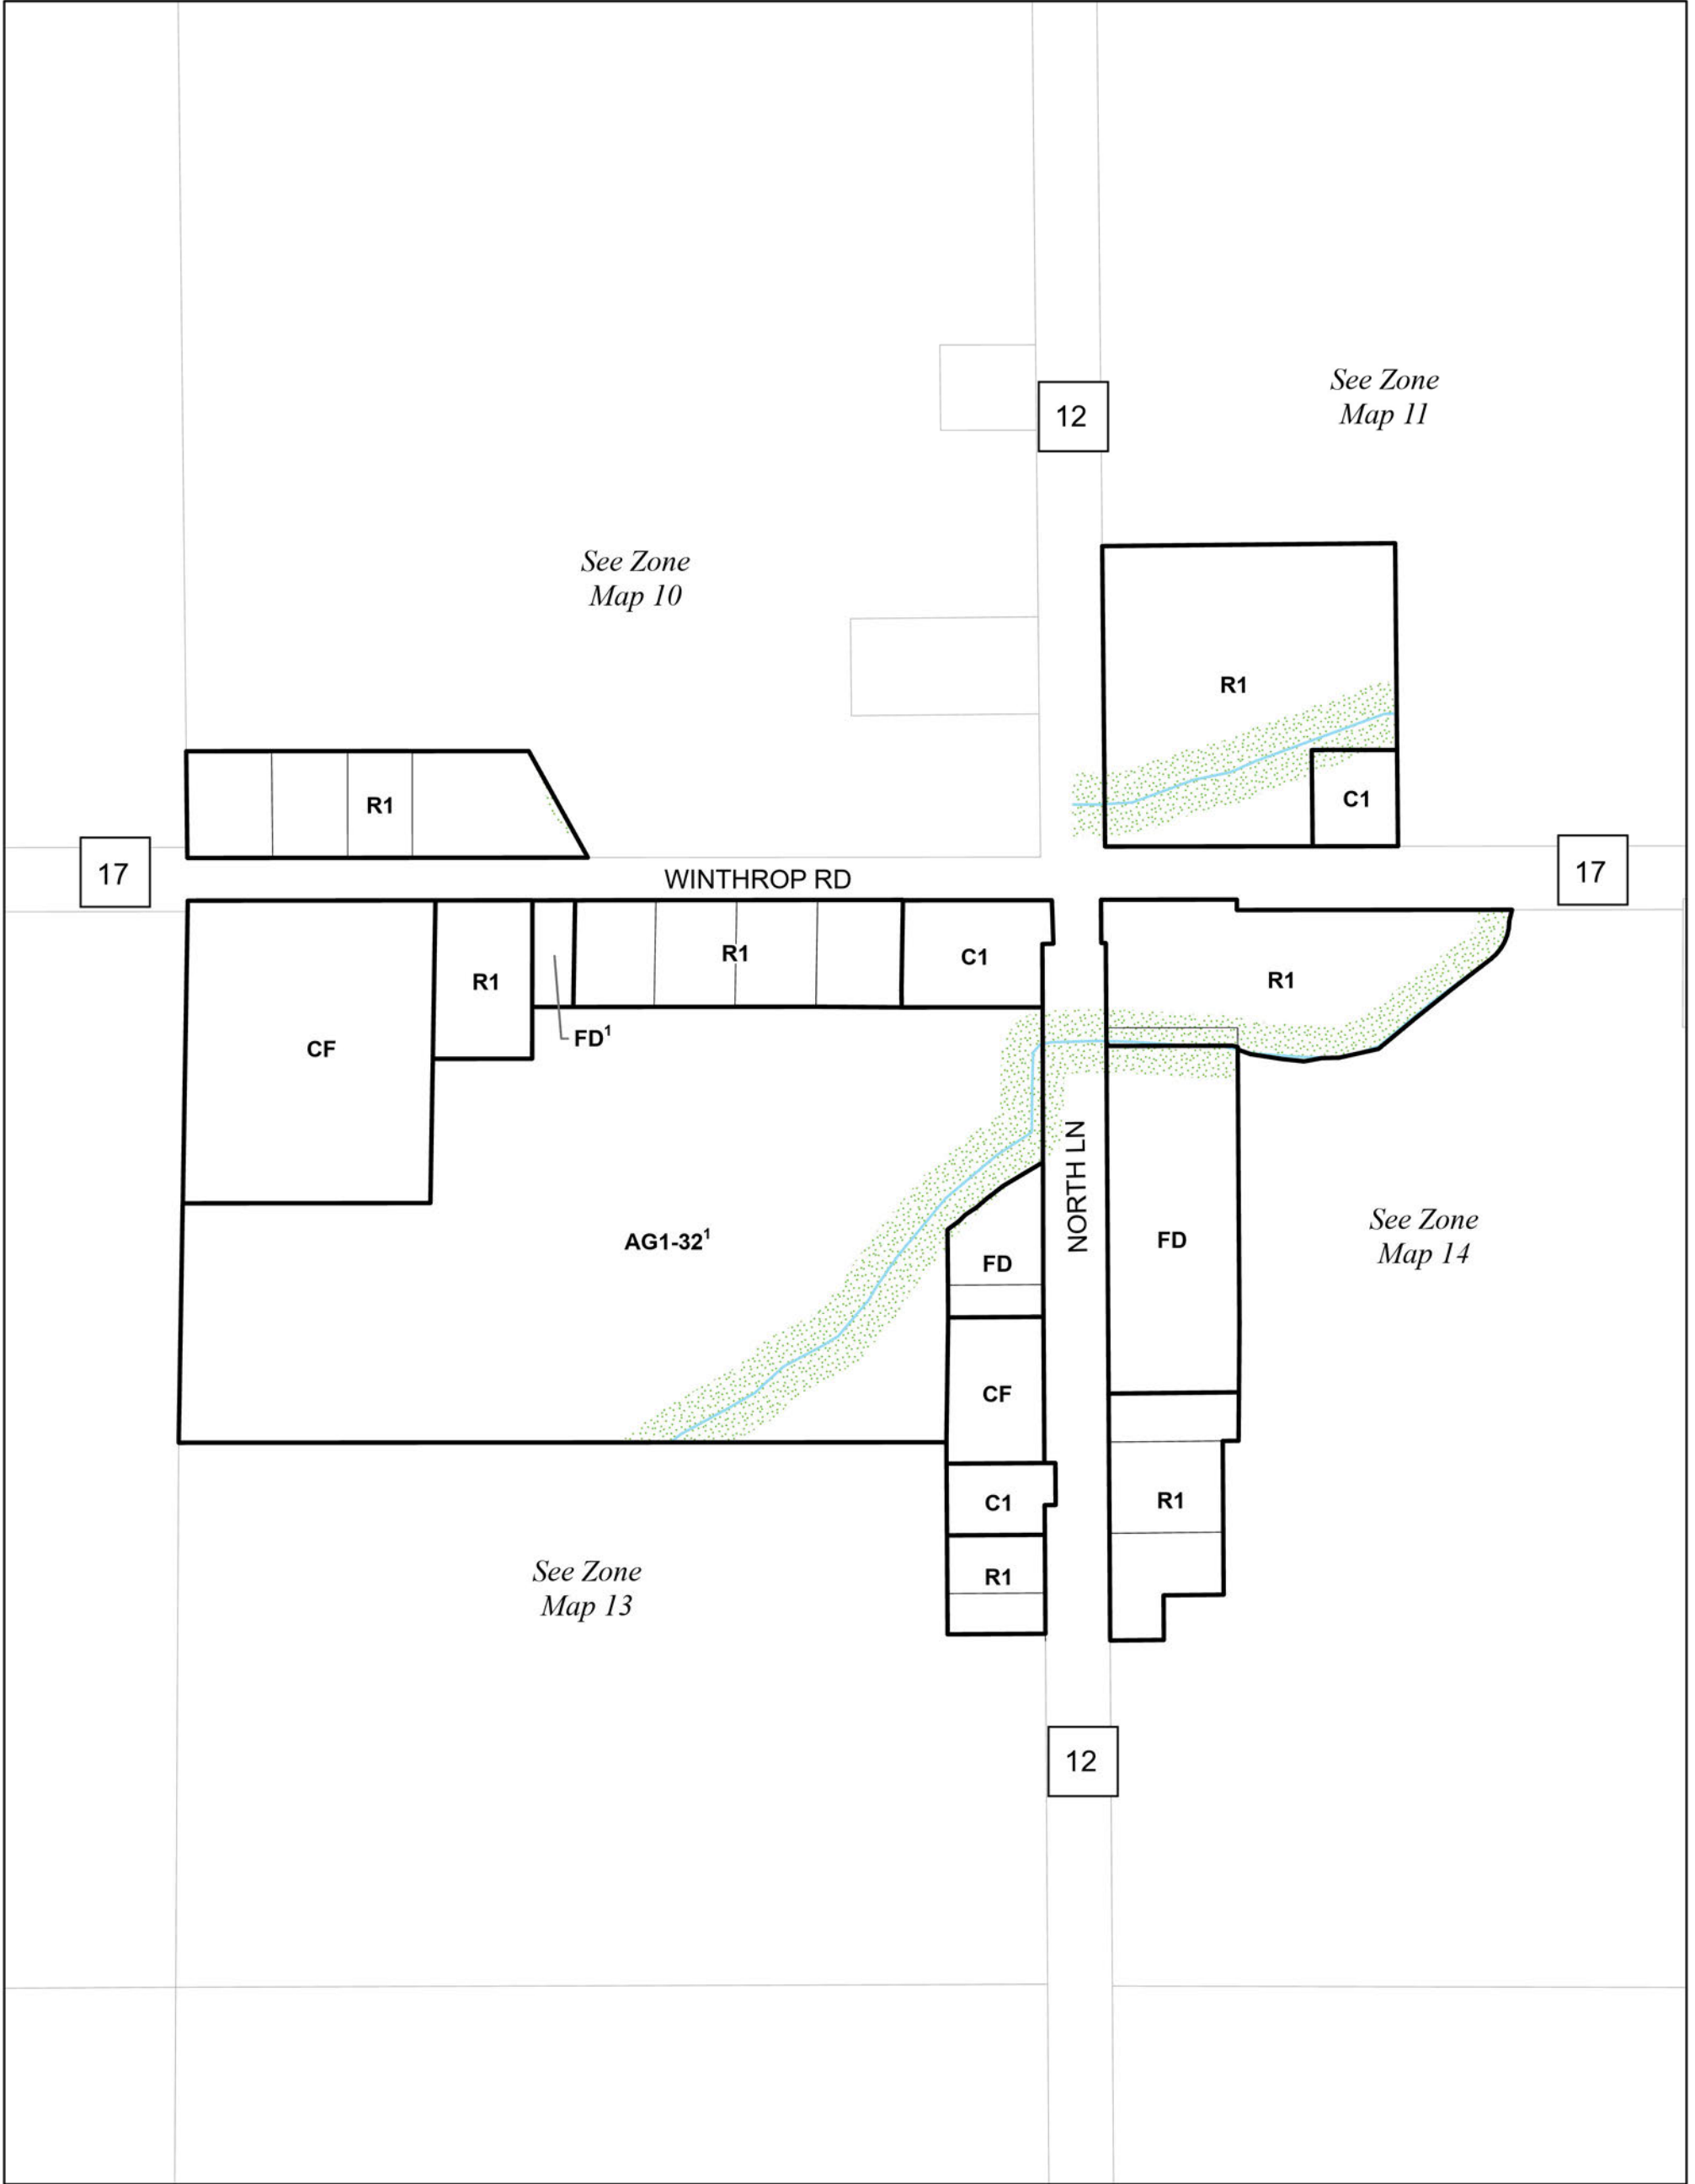 See Zone
Map 11
12
See Zone
Map 10
R1
C1
R1
17
WINTHROP RD
17
CF
R1
FD¹
R1
C1
R1
AG1-32¹
NORTH LN
FD
FD
See Zone
Map 14
CF
C1
R1
R1
See Zone
Map 13
12